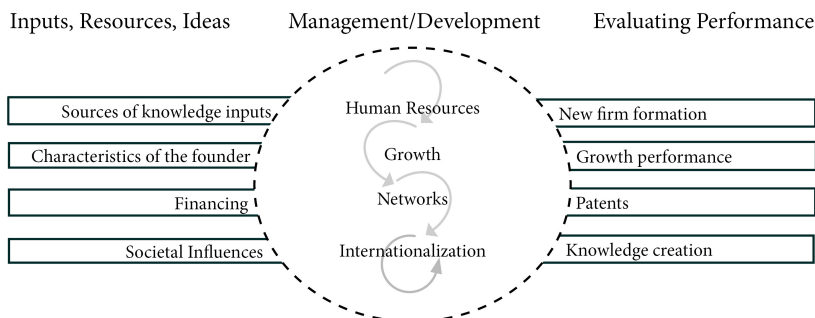 Inputs, Resources, Ideas
Management/Development
Evaluating Performance
Sources of knowledge inputs
Characteristics of the founder
Financing
Societal Influences
Human Resources
Growth
Networks
Internationalization
New firm formation
Growth performance
Patents
Knowledge creation